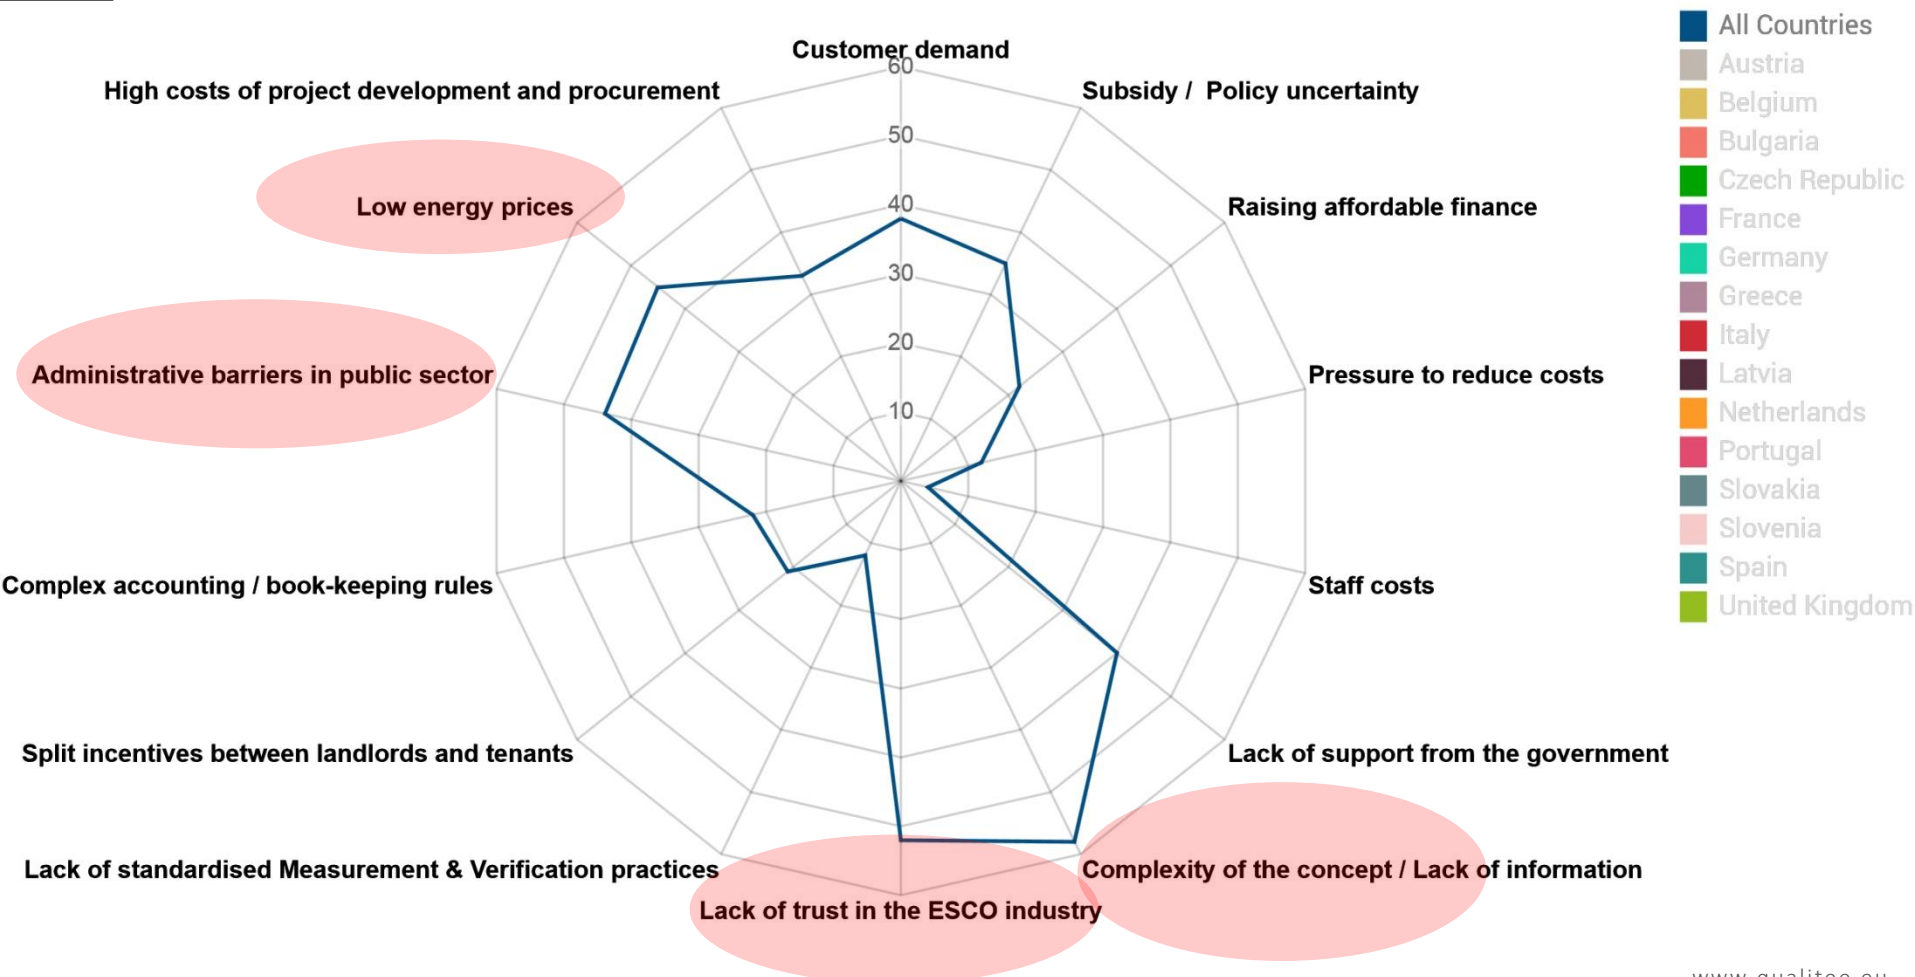 Customer demand
60
High costs of project development and procurement
Subsidy / Policy uncertainty
50
Low energy prices
40
Raising affordable finance
30
20
Administrative barriers in public sector
Pressure to reduce costs
10
Complex accounting / book-keeping rules
Staff costs
Split incentives between landlords and tenants
Lack of support from the government
Lack of standardised Measurement & Verification practices
Complexity of the concept / Lack of information
Lack of trust in the ESCO industry
All Countries
Austria
Belgium
Bulgaria
Czech Republic
France
Germany
Greece
Italy
Latvia
Netherlands
Portugal
Slovakia
Slovenia
Spain
United Kingdom